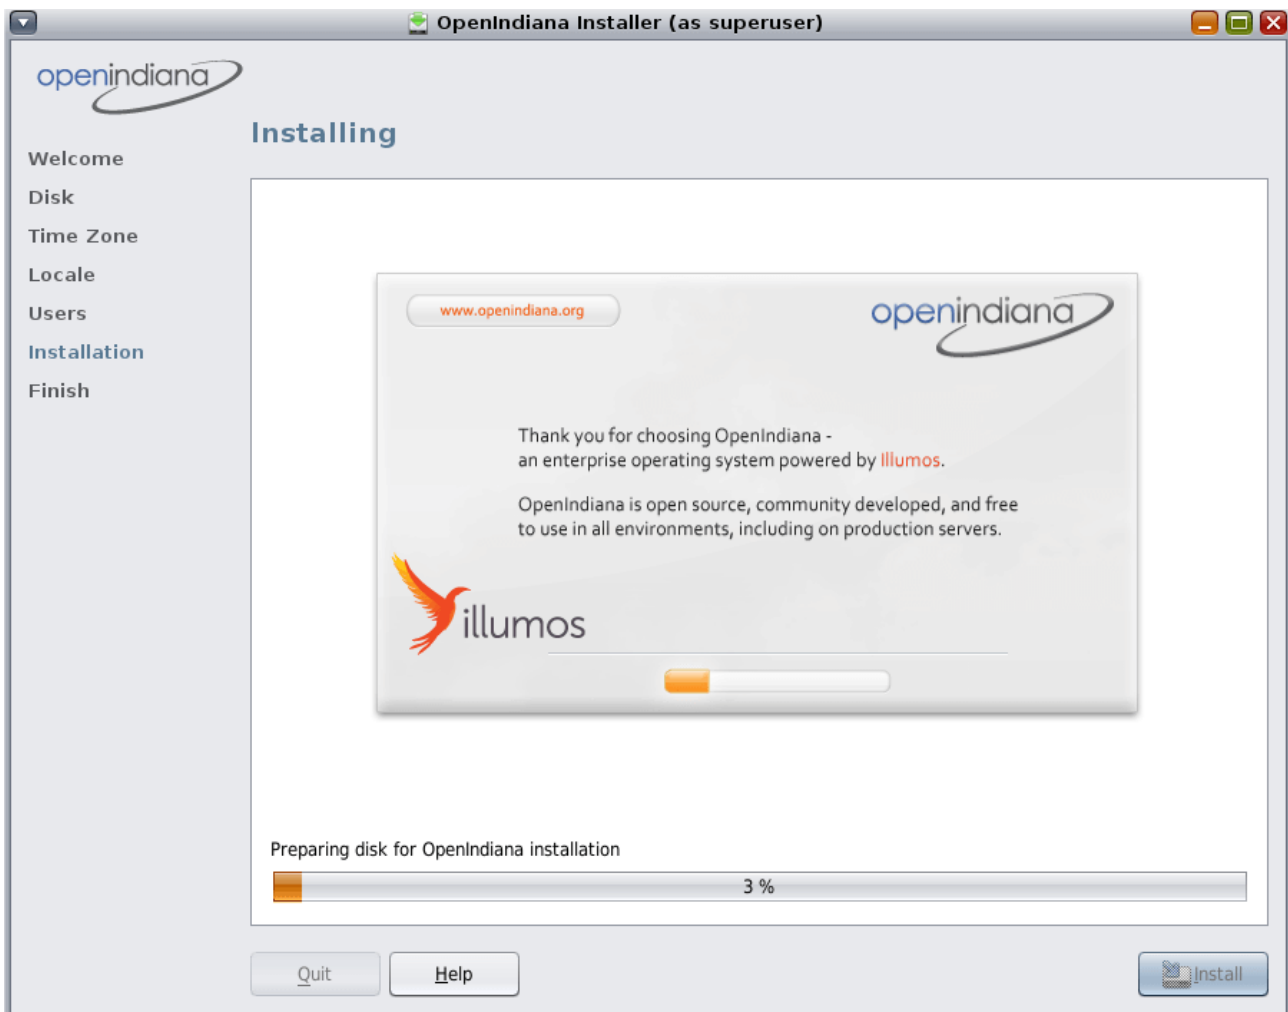 OpenIndiana Installer (as superuser)
openindiana
Installing
Welcome
Disk
Time Zone
Locale
Users
Installation
Finish
www.openindiana.org
openindiana
Thank you for choosing OpenIndiana -
an enterprise operating system powered by Illumos.
OpenIndiana is open source, community developed, and free
to use in all environments, including on production servers.
illumos
Preparing disk for OpenIndiana installation
3 %
Quit
Help
Install